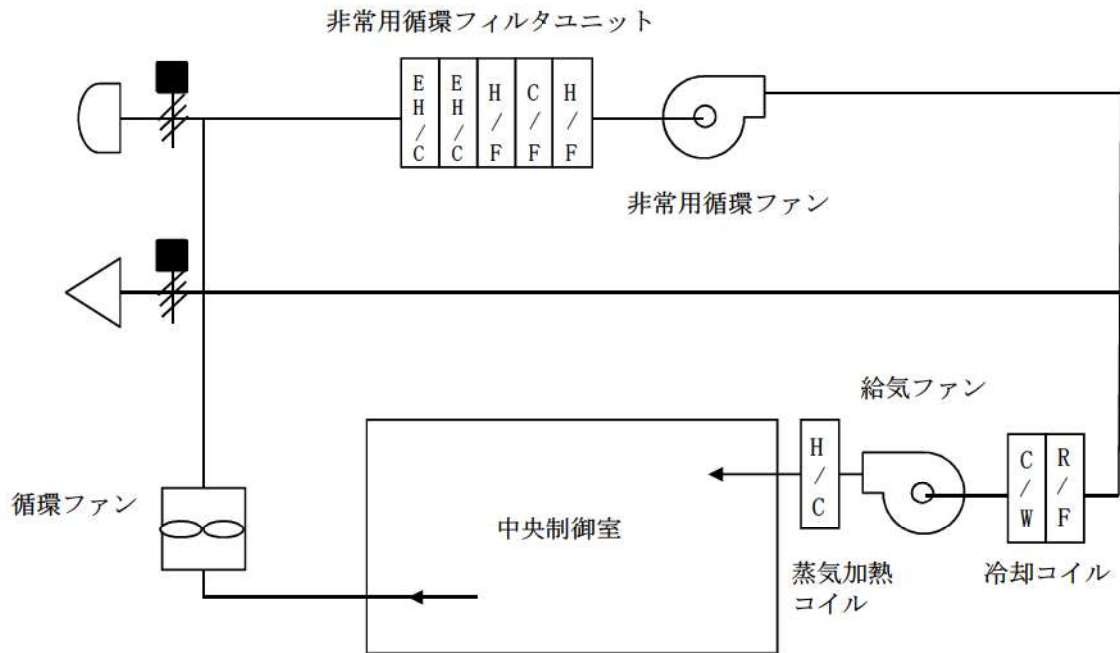 非常用循環フィルタユニット
EH/C
EH/C
H/F
C/F
H/F
非常用循環ファン
給気ファン
H/C
C/W
R/F
循環ファン
中央制御室
蒸気加熱
コイル
冷却コイル